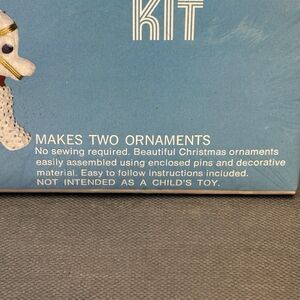 KIT
MAKES TWO ORNAMENTS
No sewing required. Beautiful Christmas ornaments
easily assembled using enclosed pins and decorative
material. Easy to follow instructions included.
NOT INTENDED AS A CHILD'S TOY.